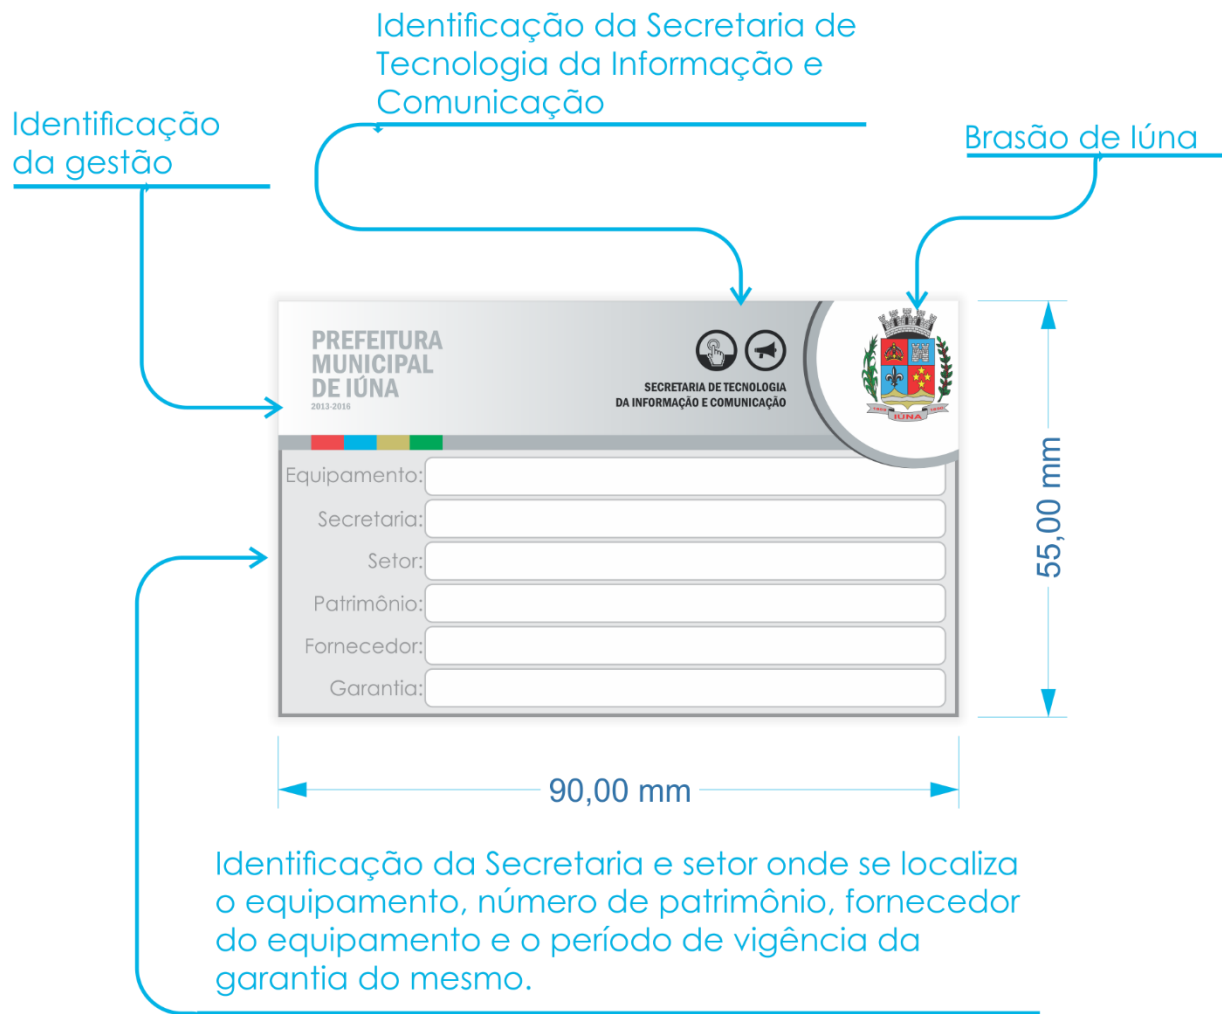 Identificação da Secretaria de
Tecnologia da Informação e
Comunicação
Identificação
da gestão
Brasão de Iúna
PREFEITURA
MUNICIPAL
DE IÚNA
2013-2016
SECRETARIA DE TECNOLOGIA
DA INFORMAÇÃO E COMUNICAÇÃO
IÚNA
Equipamento:
Secretaria:
Setor:
Patrimônio:
Fornecedor:
Garantia:
55,00 mm
90,00 mm
Identificação da Secretaria e setor onde se localiza
o equipamento, número de patrimônio, fornecedor
do equipamento e o período de vigência da
garantia do mesmo.